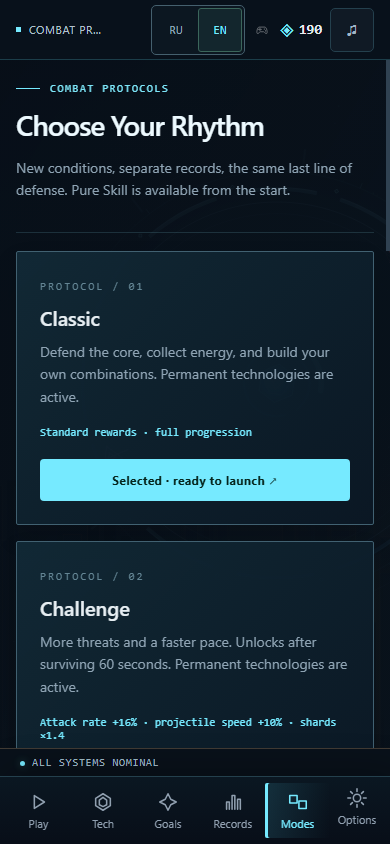 COMBAT PR...
RU
EN
190
COMBAT PROTOCOLS
Choose Your Rhythm
New conditions, separate records, the same last line of
defense. Pure Skill is available from the start.
PROTOCOL / 01
Classic
Defend the core, collect energy, and build your
own combinations. Permanent technologies are
active.
Standard rewards · full progression
Selected · ready to launch ↗
PROTOCOL / 02
Challenge
More threats and a faster pace. Unlocks after
surviving 60 seconds. Permanent technologies are
active.
Attack rate +16% · projectile speed +10% · shards
×1.4
ALL SYSTEMS NOMINAL
Play
Tech
Goals
Records
Modes
Options